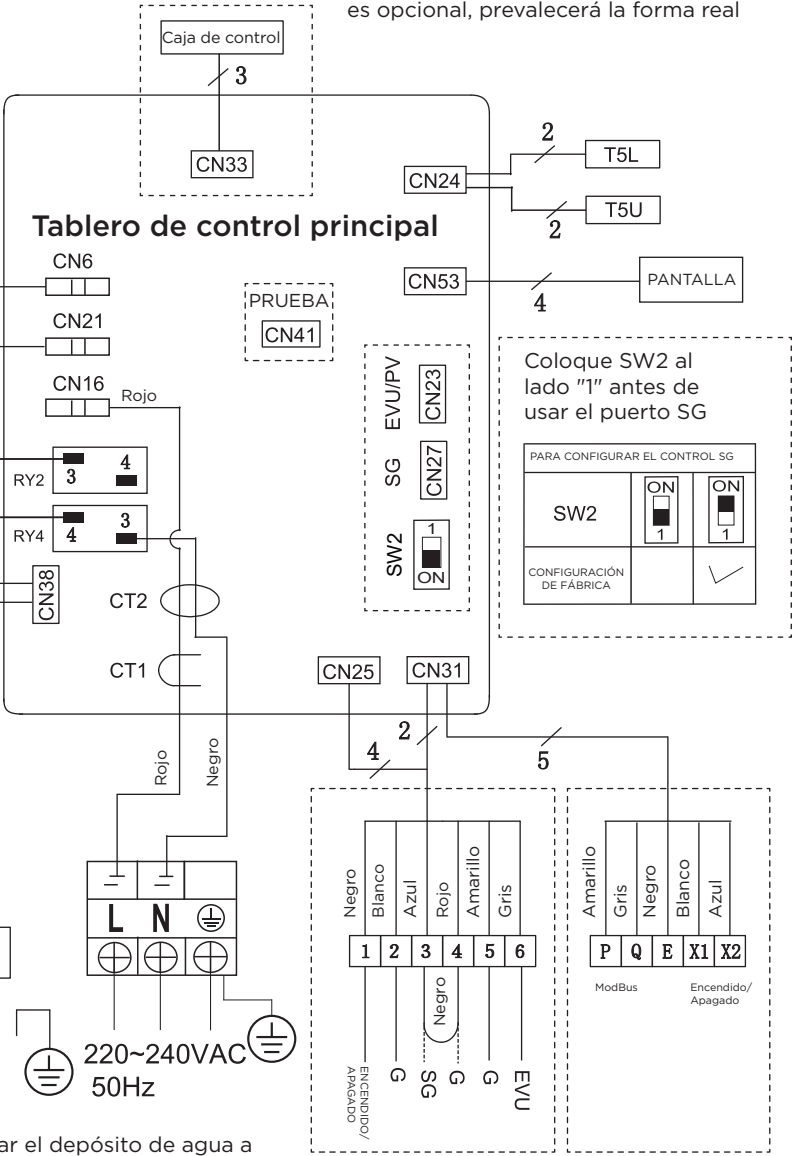 es opcional, prevalecerá la forma real
Caja de control
3
CN33
CN24
2
T5L
T5U
2
Tablero de control principal
CN6
CN53
4
PANTALLA
PRUEBA
CN41
CN21
CN16
Rojo
EVU/PV
CN23
SG
CN27
SW2
1
ON
Coloque SW2 al
lado "1" antes de
usar el puerto SG
PARA CONFIGURAR EL CONTROL SG
SW2
ON
1
ON
1
CONFIGURACIÓN
DE FÁBRICA
RY2
3
4
RY4
4
3
CN38
CT2
CT1
CN25
CN31
4
2
5
Rojo
Negro
L N
220~240VAC
50Hz
Negro
Blanco
Azul
Rojo
Amarillo
Gris
1 2 3 4 5 6
Negro
ENCENDIDO/
APAGADO
G
SG
G
G
EVU
Amarillo
Gris
Negro
Blanco
Azul
P Q E X1 X2
ModBus
Encendido/
Apagado
ar el depósito de agua a